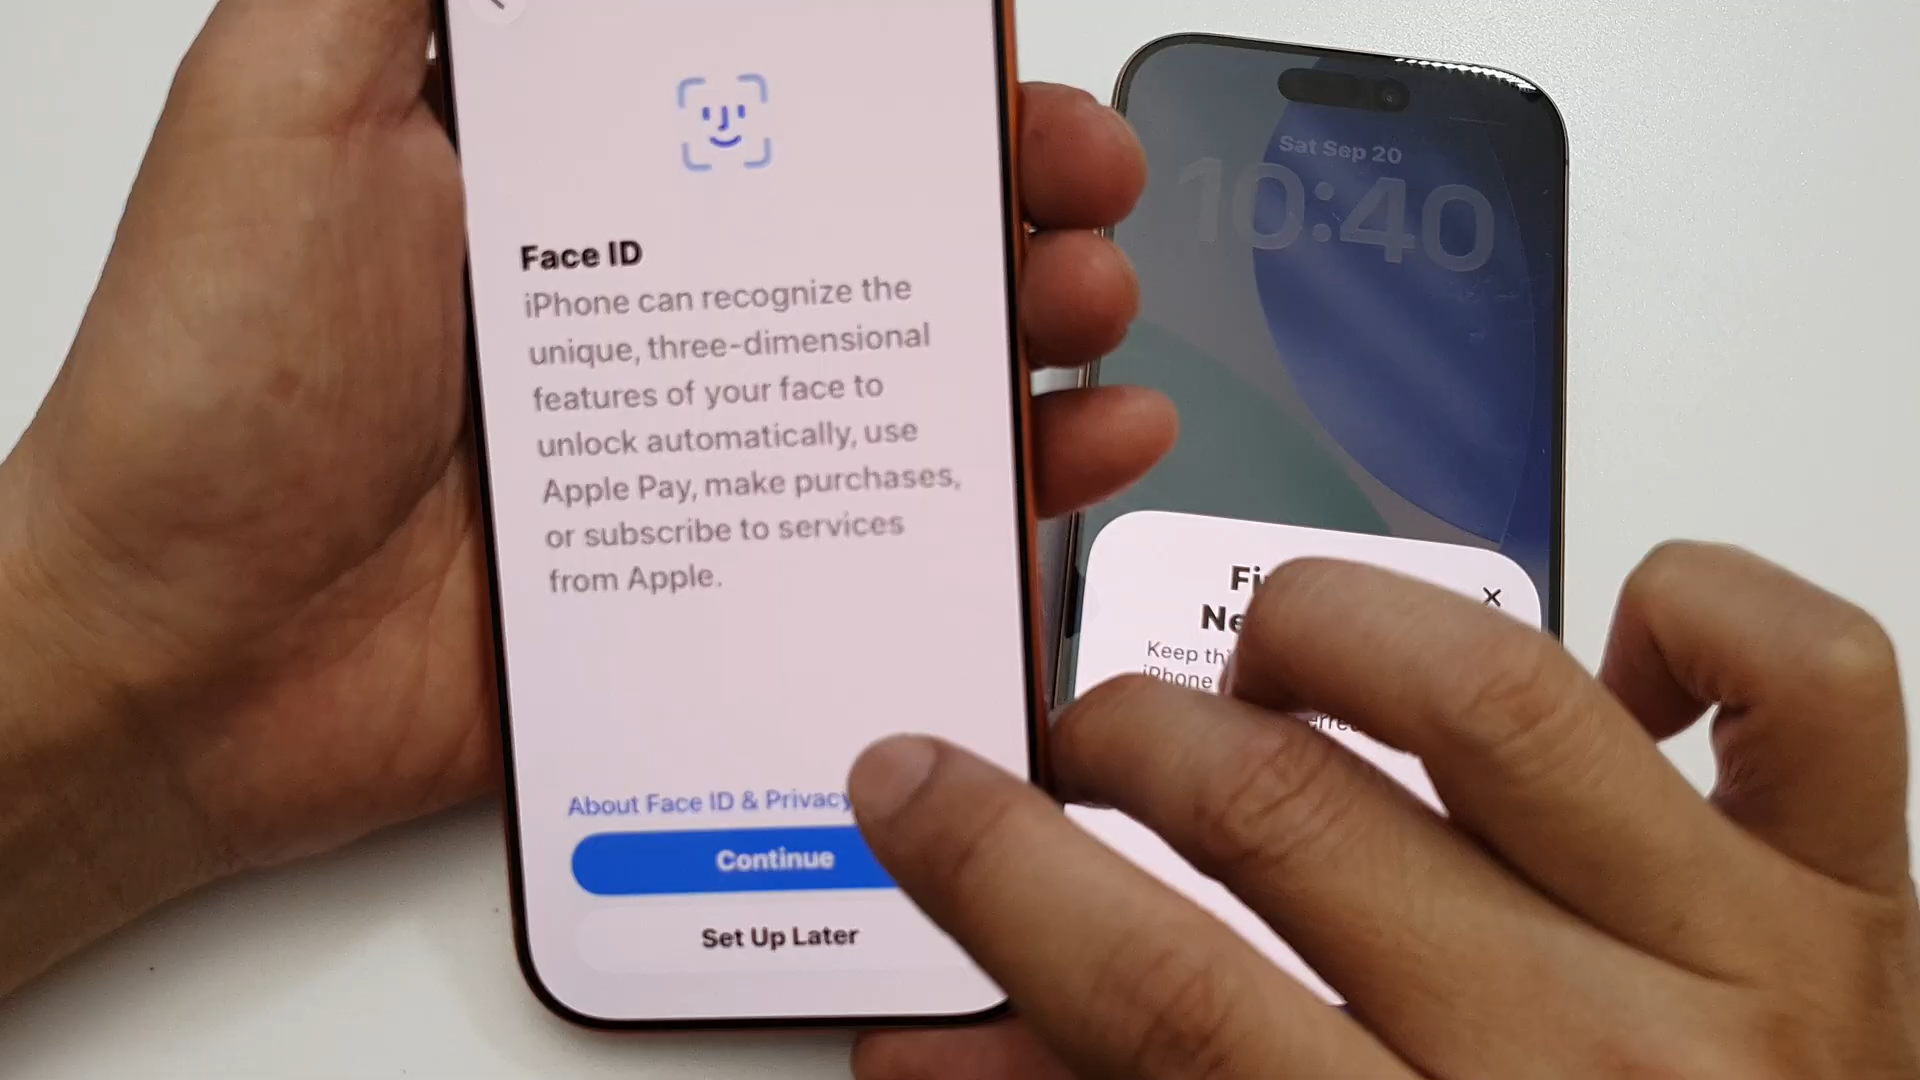 Face ID
iPhone can recognize the
unique, three-dimensional
features of your face to
unlock automatically, use
Apple Pay, make purchases,
or subscribe to services
from Apple.
About Face ID & Privacy
Continue
Set Up Later
Sat Sep 20
10:40
Keep
iPhone